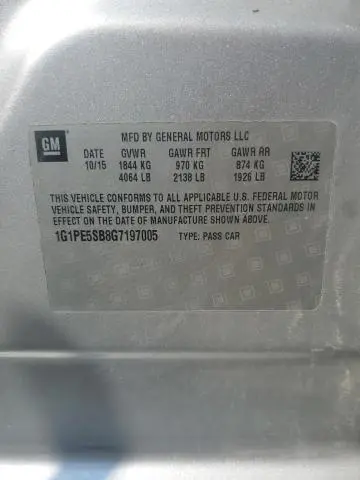 GM
MFD BY GENERAL MOTORS LLC
DATE GVWR GAWR FRT GAWR RR
10/15 1844 KG 970 KG 874 KG
4064 LB 2138 LB 1926 LB
THIS VEHICLE CONFORMS TO ALL APPLICABLE U.S. FEDERAL MOTOR
VEHICLE SAFETY, BUMPER, AND THEFT PREVENTION STANDARDS IN
EFFECT ON THE DATE OF MANUFACTURE SHOWN ABOVE.
1G1PE5SB8G7197005 TYPE: PASS CAR